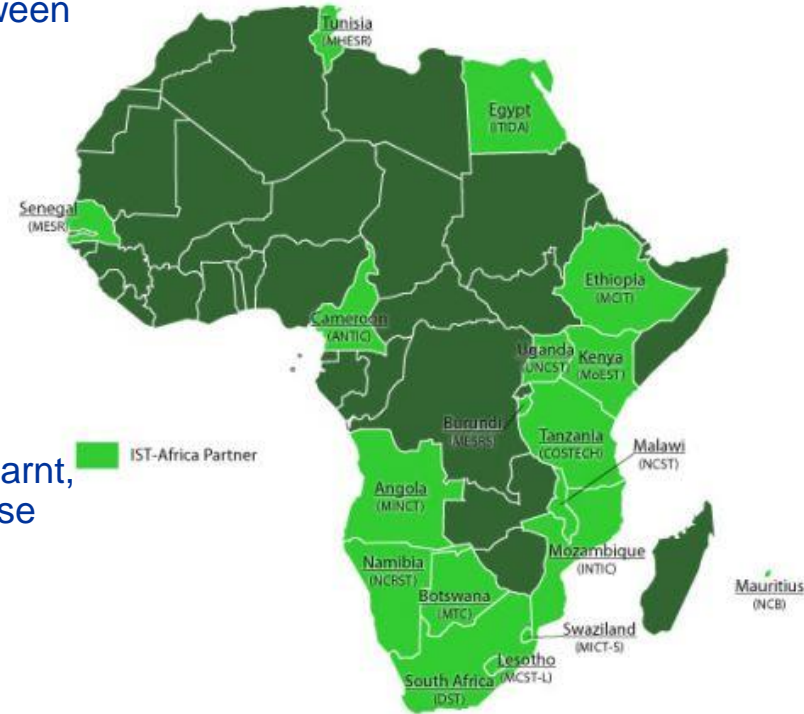 ween
Tunisia
(MHESR)
Egypt
(ITIDA)
Senegal
(MESR)
Ethiopia
(MCIT)
Cameroon
(ANTIC)
Uganda
(UNCST)
Kenya
(MoEST)
Burundi
(MESRS)
Tanzania
(COSTECH)
Malawi
(NCST)
IST-Africa Partner
arnt,
se
Angola
(MINCT)
Mozambique
(INTIC)
Namibia
(NCRST)
Botswana
(MTC)
Mauritius
(NCB)
Swaziland
(MICT-S)
Lesotho
(MCST-L)
South Africa
(DST)